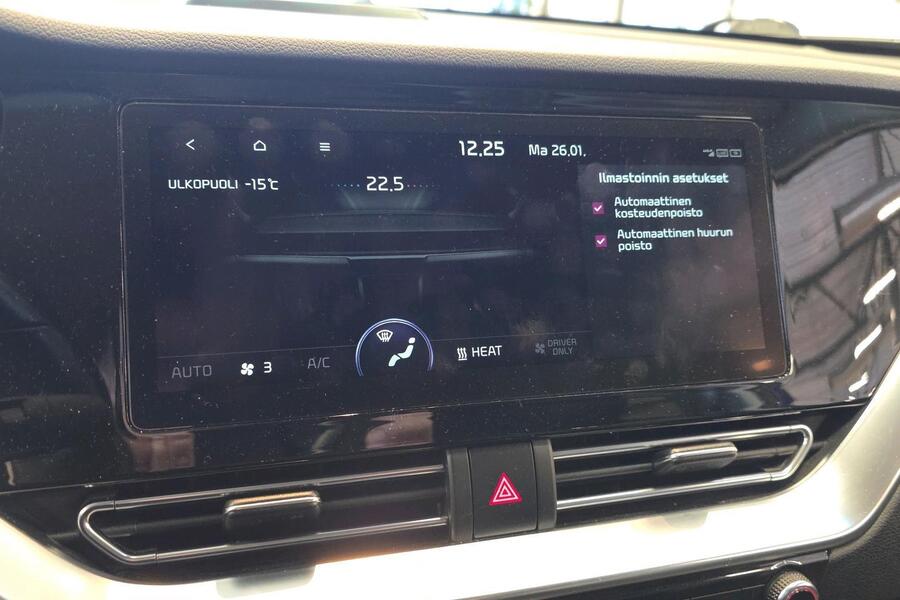 12.25 Ma 26.01.
ULKOPUOLI -15°C 22.5
Ilmastoinnin asetukset
Automaattinen
kosteudenpoisto
Automaattinen huurun
poisto
AUTO 3 A/C HEAT DRIVER
ONLY